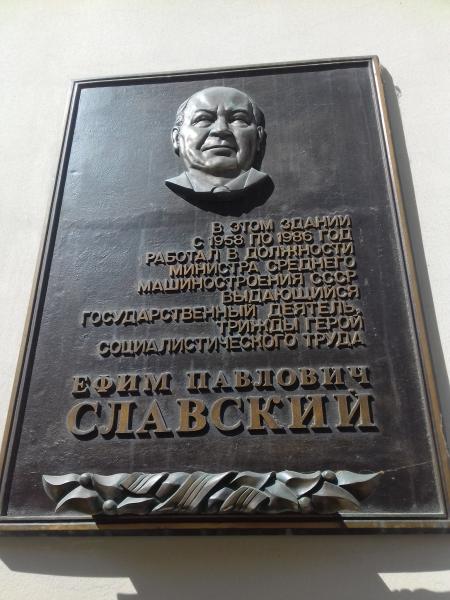 В ЭТОМ ЗДАНИИ
С 1958 ПО 1986 ГОД
РАБОТАЛ В ДОЛЖНОСТИ
МИНИСТРА СРЕДНЕГО
МАШИНОСТРОЕНИЯ СССР
ВЫДАЮЩИЙСЯ
ГОСУДАРСТВЕННЫЙ ДЕЯТЕЛЬ,
ТРИЖДЫ ГЕРОЙ
СОЦИАЛИСТИЧЕСКОГО ТРУДА
ЕФИМ ПАВЛОВИЧ
СЛАВСКИЙ